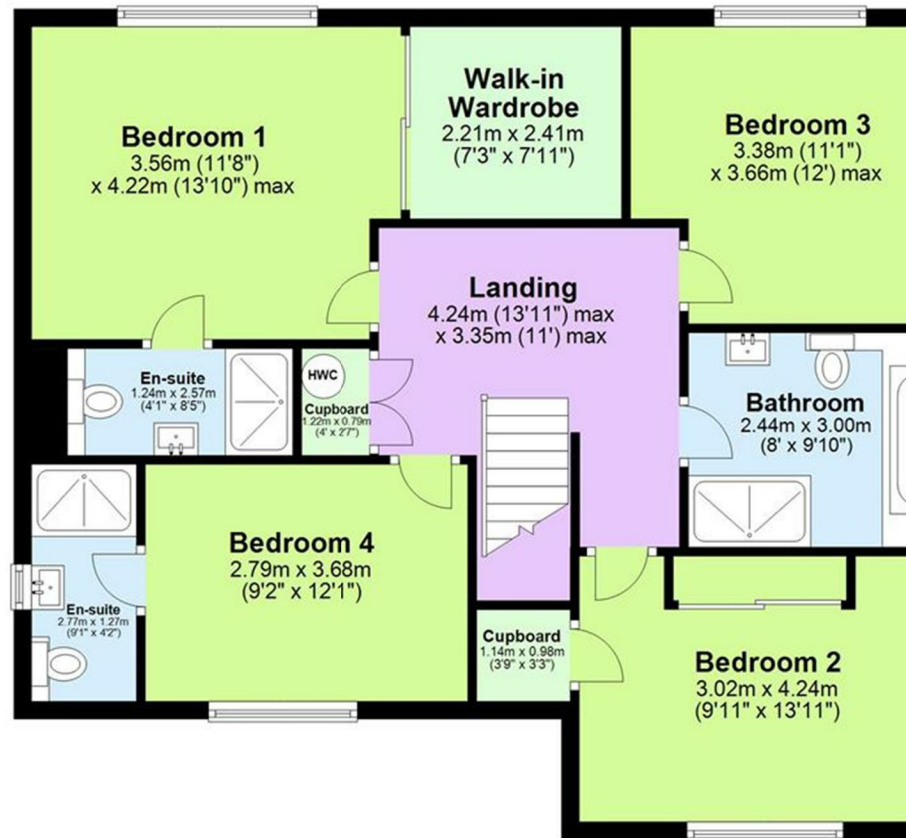 Bedroom 1
3.56m (11'8")
x 4.22m (13'10") max
Walk-in
Wardrobe
2.21m x 2.41m
(7'3" x 7'11")
Bedroom 3
3.38m (11'1")
x 3.66m (12') max
Landing
4.24m (13'11") max
x 3.35m (11') max
En-suite
1.24m x 2.57m
(4'1" x 8'5")
HWC
Cupboard
1.22m x 0.79m
(4' x 2'7")
Bathroom
2.44m x 3.00m
(8' x 9'10")
Bedroom 4
2.79m x 3.68m
(9'2" x 12'1")
En-suite
2.77m x 1.27m
(9'1" x 4'2")
Cupboard
1.14m x 0.98m
(3'9" x 3'3")
Bedroom 2
3.02m x 4.24m
(9'11" x 13'11")